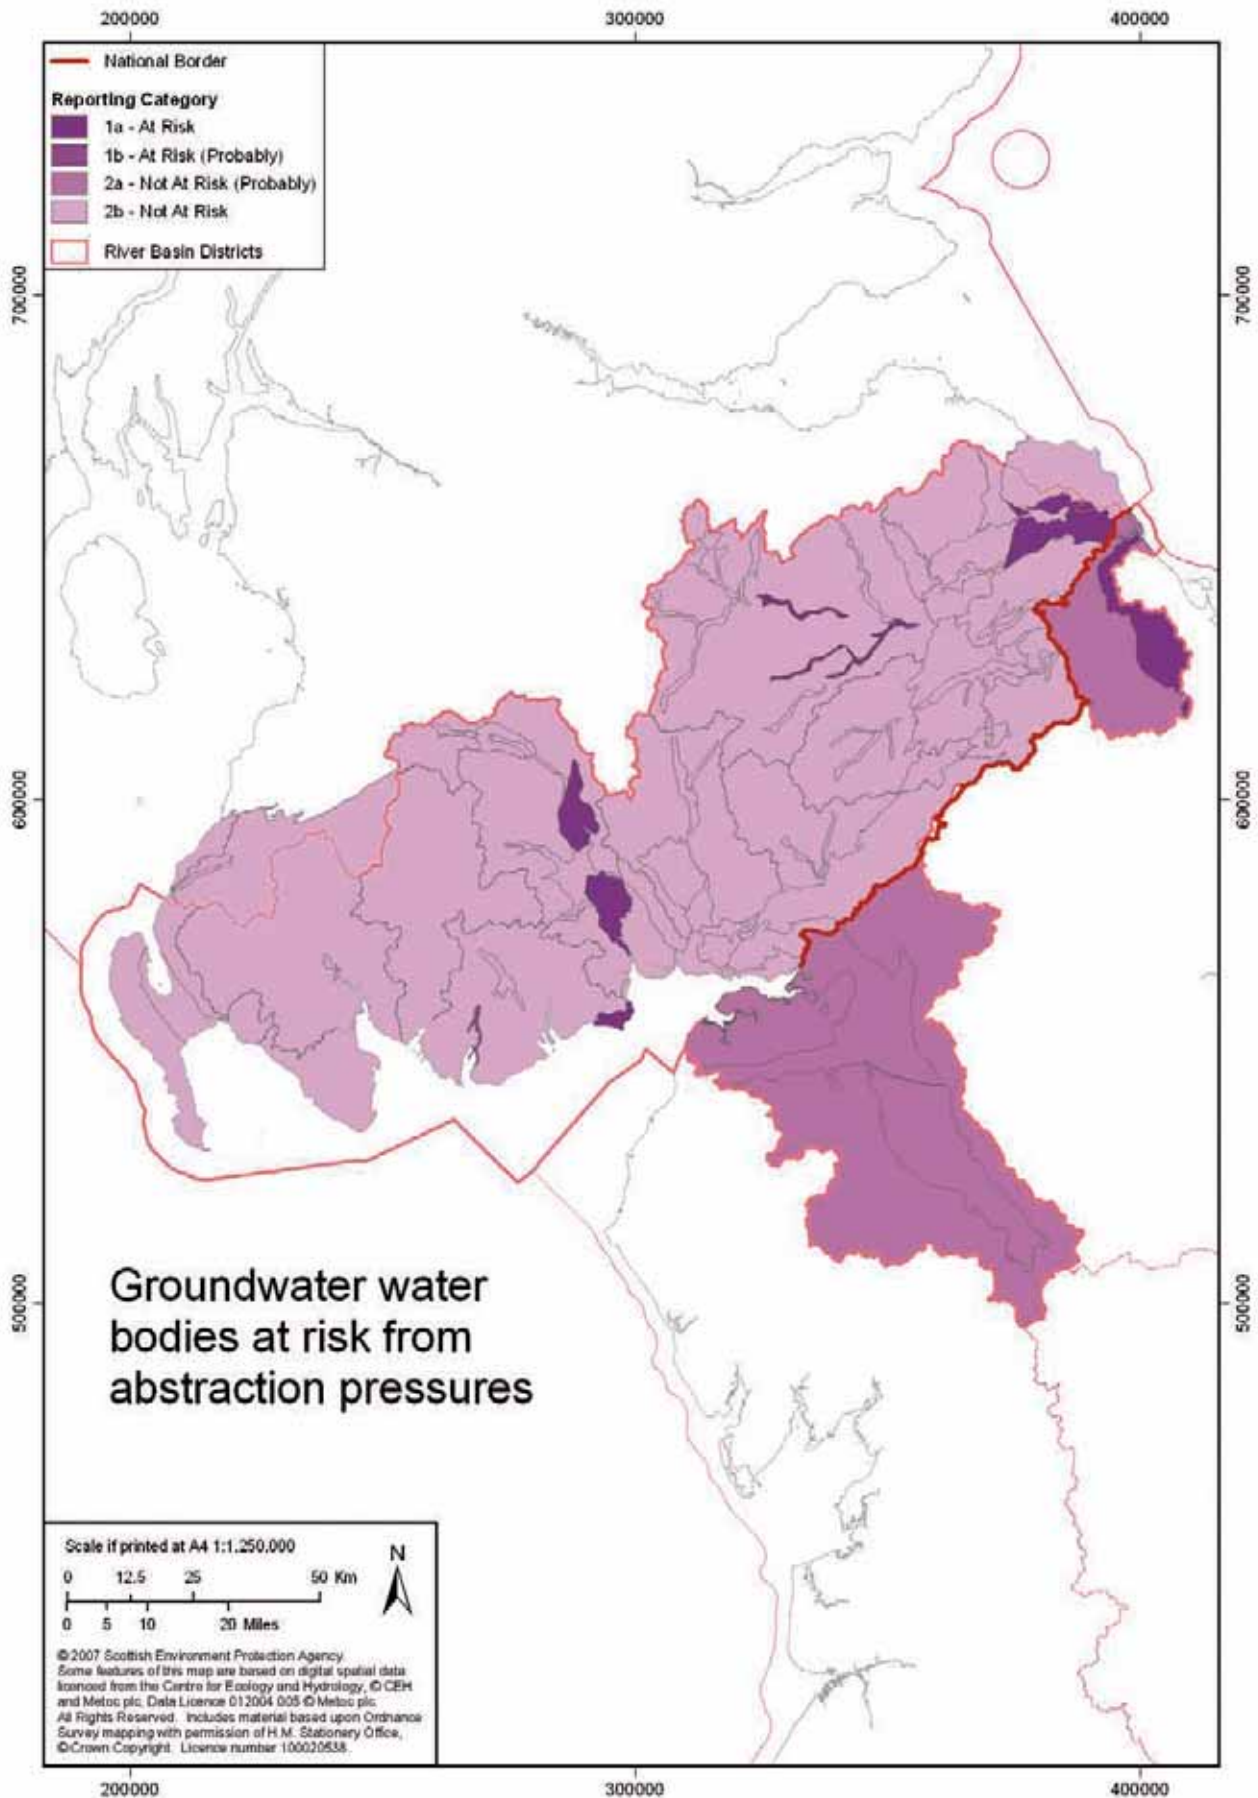 200000 300000 400000
National Border
Reporting Category
1a - At Risk
1b - At Risk (Probably)
2a - Not At Risk (Probably)
2b - Not At Risk
River Basin Districts
700000 700000
600000 600000
500000 500000
Groundwater water
bodies at risk from
abstraction pressures
Scale if printed at A4 1:1,250,000
0 12.5 25 50 Km
0 5 10 20 Miles
N
© 2007 Scottish Environment Protection Agency.
Some features of this map are based on digital spatial data
licenced from the Centre for Ecology and Hydrology, © CEH
and Metoc plc, Data Licence 012004.005 © Metoc plc.
All Rights Reserved. Includes material based upon Ordnance
Survey mapping with permission of H.M. Stationery Office,
© Crown Copyright. Licence number 100020538.
200000 300000 400000